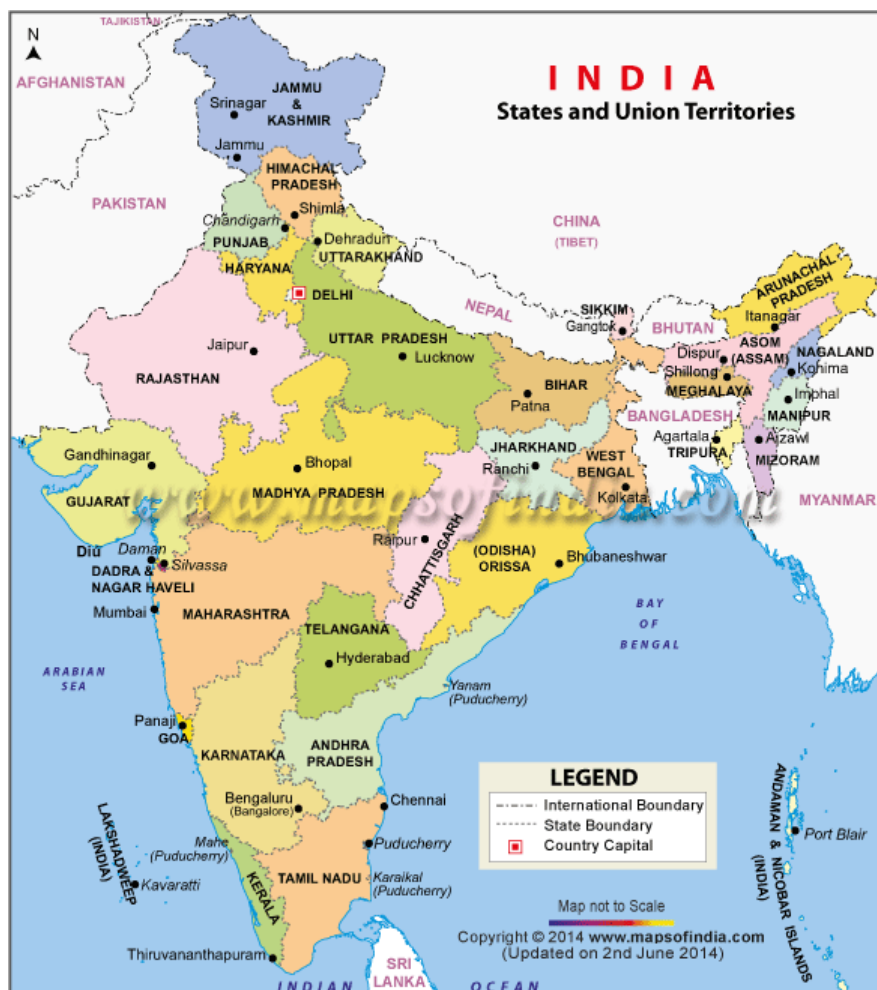 N
TAJIKISTAN
INDIA
States and Union Territories
AFGHANISTAN
JAMMU
&
KASHMIR
Srinagar
Jammu
HIMACHAL
PRADESH
PAKISTAN
Shimla
Chandigarh
PUNJAB
CHINA
(TIBET)
Dehradun
UTTARAKHAND
HARYANA
DELHI
ARUNACHAL
PRADESH
Itanagar
NEPAL
SIKKIM
Gangtok
BHUTAN
ASOM
(ASSAM)
Dispur
NAGALAND
Kohima
Shillong
MEGHALAYA
Jaipur
RAJASTHAN
UTTAR PRADESH
Lucknow
BIHAR
Patna
Imphal
MANIPUR
BANGLADESH
Agartala
TRIPURA
Aizawl
MIZORAM
MYANMAR
Gandhinagar
GUJARAT
Bhopal
MADHYA PRADESH
JHARKHAND
Ranchi
WEST
BENGAL
Kolkata
www.mapsofindia.com
Diu
Daman
Silvassa
DADRA &
NAGAR HAVELI
Mumbai
MAHARASHTRA
Raipur
CHHATTISGARH
(ODISHA)
ORISSA
Bhubaneshwar
BAY
OF
BENGAL
ARABIAN
SEA
TELANGANA
Hyderabad
Yanam
(Puducherry)
Panaji
GOA
KARNATAKA
ANDHRA
PRADESH
Bengaluru
(Bangalore)
Chennai
LEGEND
International Boundary
State Boundary
Country Capital
LAKSHADWEEP
(INDIA)
Kavaratti
Mahe
(Puducherry)
KERALA
Puducherry
TAMIL NADU
Karaikal
(Puducherry)
Thiruvananthapuram
ANDAMAN & NICOBAR ISLANDS
(INDIA)
Port Blair
Map not to Scale
Copyright © 2014 www.mapsofindia.com
(Updated on 2nd June 2014)
SRI
LANKA
INDIAN OCEAN